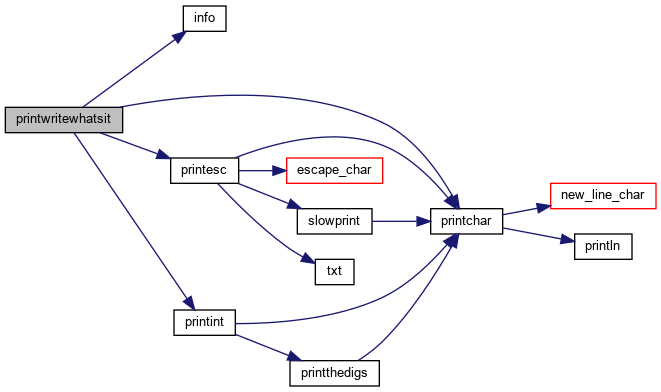 info
printwritewhatsit
printesc
escape_char
new_line_char
slowprint
printchar
println
txt
printint
printthedigs